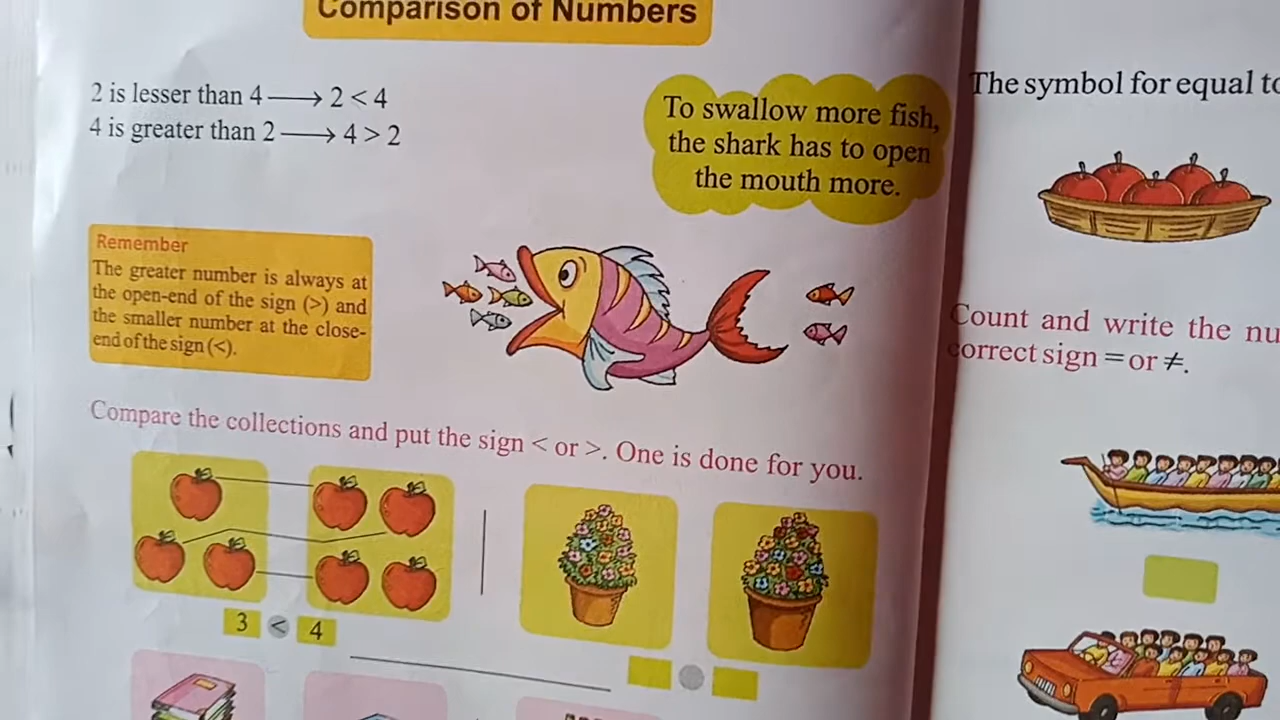 Comparison of Numbers
2 is lesser than 4 ⟶ 2 < 4
4 is greater than 2 ⟶ 4 > 2
To swallow more fish,
the shark has to open
the mouth more.
Remember
The greater number is always at
the open-end of the sign (>) and
the smaller number at the close-
end of the sign (<).
Compare the collections and put the sign < or >. One is done for you.
3 < 4
The symbol for equal to
Count and write the
correct sign = or ≠.